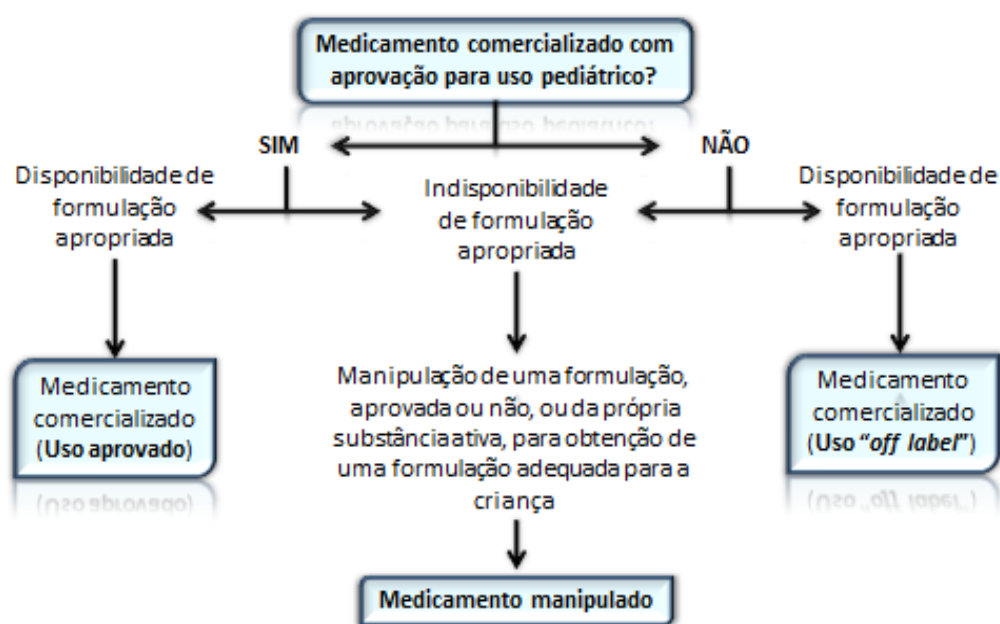 Medicamento comercializado com
aprovação para uso pediátrico?
SIM
NÃO
Disponibilidade de
formulação
apropriada
Indisponibilidade
de formulação
apropriada
Disponibilidade de
formulação
apropriada
Medicamento
comercializado
(Uso aprovado)
Manipulação de uma formulação,
aprovada ou não, ou da própria
substância ativa, para obtenção de
uma formulação adequada para a
criança
Medicamento
comercializado
(Uso “off label”)
Medicamento manipulado